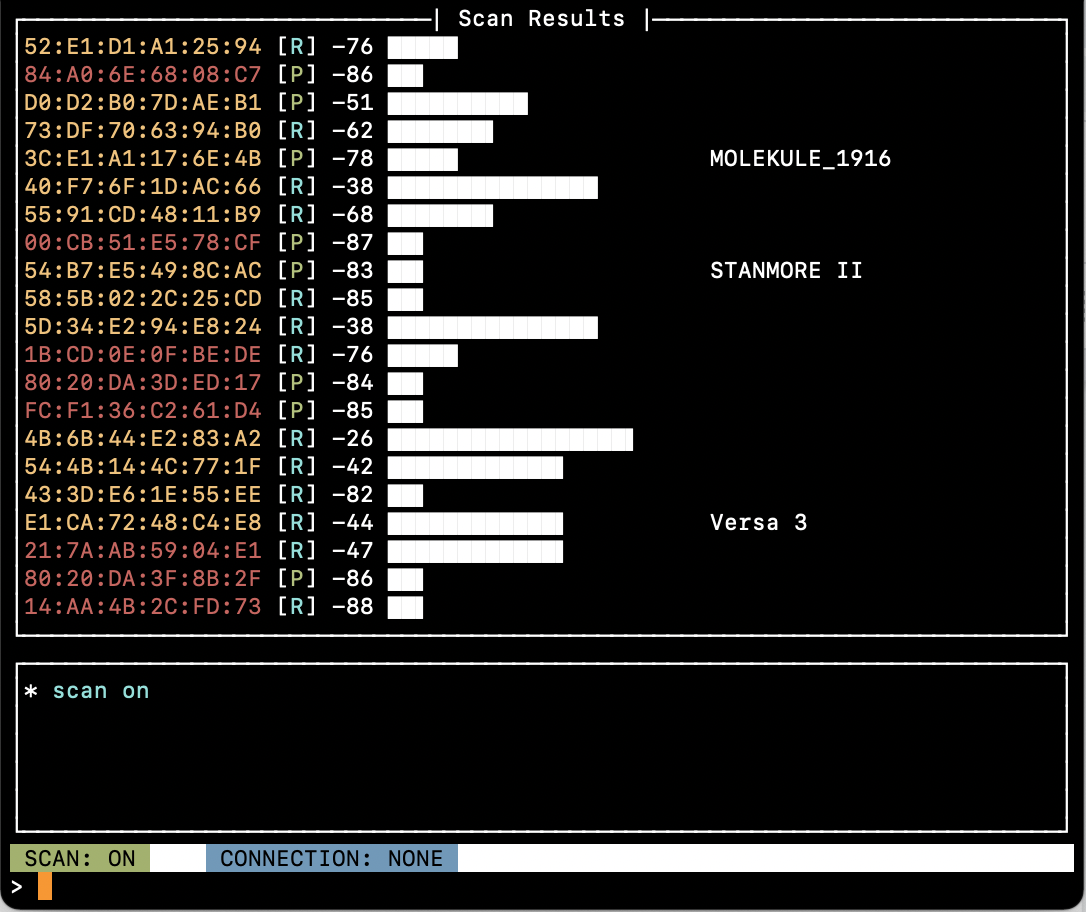 Scan Results
52:E1:D1:A1:25:94 [R] -76
84:A0:6E:68:08:C7 [P] -86
D0:D2:B0:7D:AE:B1 [P] -51
73:DF:70:63:94:B0 [R] -62
3C:E1:A1:17:6E:4B [P] -78 MOLEKULE_1916
40:F7:6F:1D:AC:66 [R] -38
55:91:CD:48:11:B9 [R] -68
00:CB:51:E5:78:CF [P] -87
54:B7:E5:49:8C:AC [P] -83 STANMORE II
58:5B:02:2C:25:CD [R] -85
5D:34:E2:94:E8:24 [R] -38
1B:CD:0E:0F:BE:DE [R] -76
80:20:DA:3D:ED:17 [P] -84
FC:F1:36:C2:61:D4 [P] -85
4B:6B:44:E2:83:A2 [R] -26
54:4B:14:4C:77:1F [R] -42
43:3D:E6:1E:55:EE [R] -82
E1:CA:72:48:C4:E8 [R] -44 Versa 3
21:7A:AB:59:04:E1 [R] -47
80:20:DA:3F:8B:2F [P] -86
14:AA:4B:2C:FD:73 [R] -88
* scan on
SCAN: ON CONNECTION: NONE
>